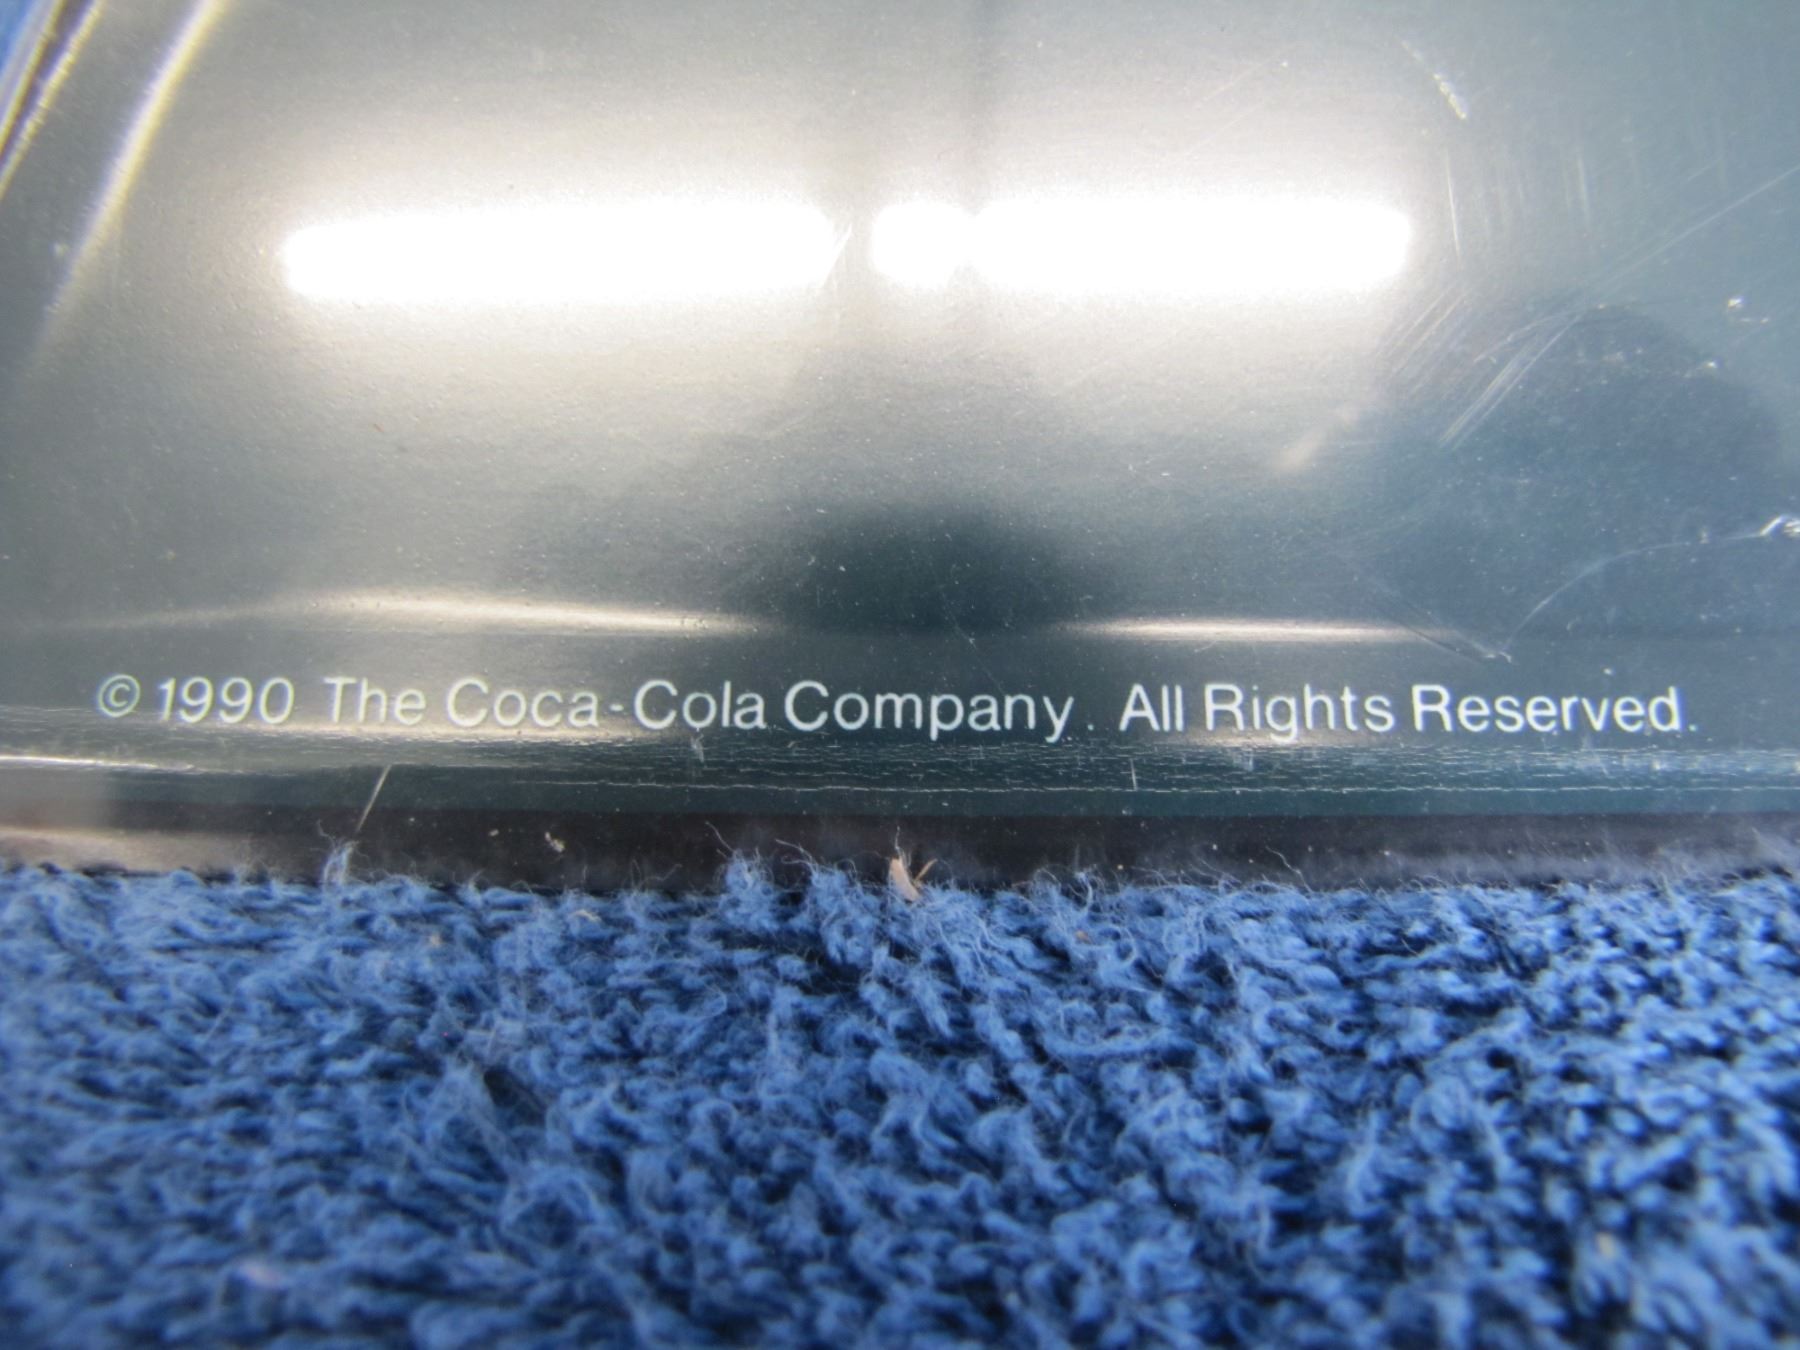 © 1990 The Coca-Cola Company. All Rights Reserved.